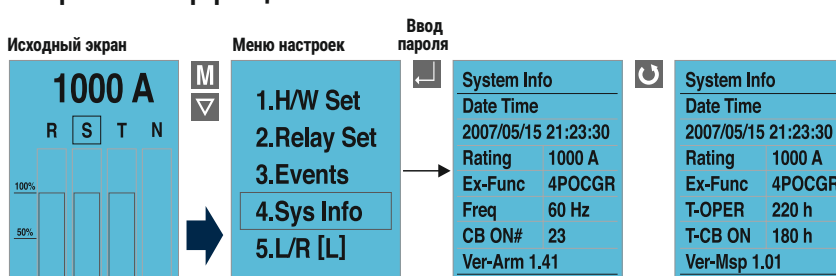 Исходный экран
1000 A
R S T N
100%
50%
M
Меню настроек
1.H/W Set
2.Relay Set
3.Events
4.Sys Info
5.L/R [L]
Ввод
пароля
System Info
Date Time
2007/05/15 21:23:30
Rating 1000 A
Ex-Func 4POCGR
Freq 60 Hz
CB ON# 23
Ver-Arm 1.41
System Info
Date Time
2007/05/15 21:23:30
Rating 1000 A
Ex-Func 4POCGR
T-OPER 220 h
T-CB ON 180 h
Ver-Msp 1.01